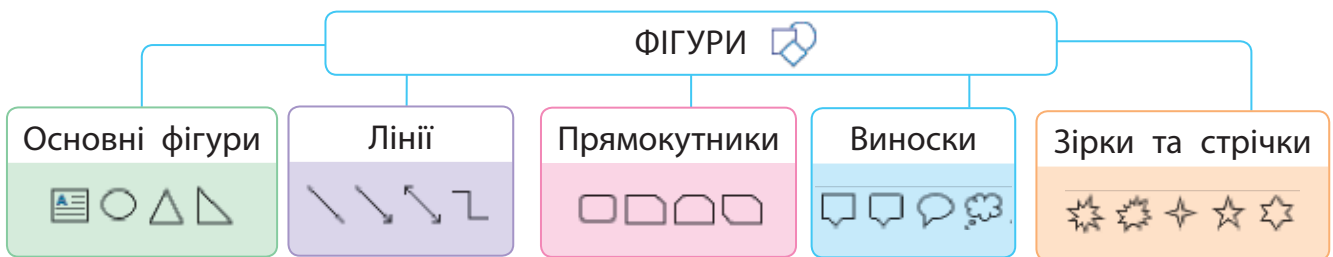 ФІГУРИ
Основні фігури
Лінії
Прямокутники
Виноски
Зірки та стрічки
A